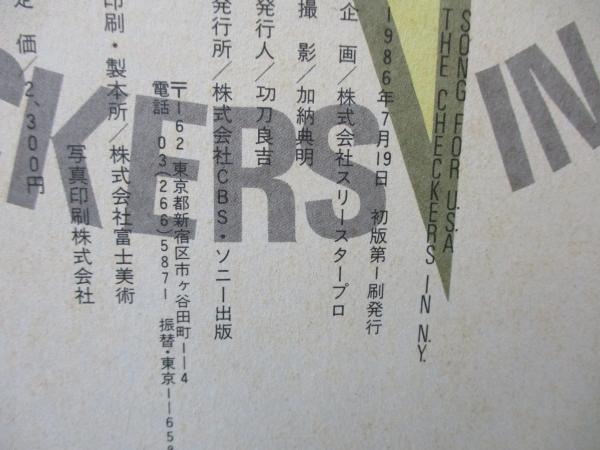 SONG FOR U.S.A.
THE CHECKERS IN N.Y.
1986年7月19日 初版第1刷発行
企 画/株式会社スリースタープロ
撮 影/加納典明
発行人/功刀良吉
発行所/株式会社CBS・ソニー出版
〒162 東京都新宿区市ヶ谷田町1—4
電話 03(266)5871 振替・東京1—658
印刷・製本所/株式会社富士美術
写真印刷株式会社
定 価/2,300円
CKERS IN